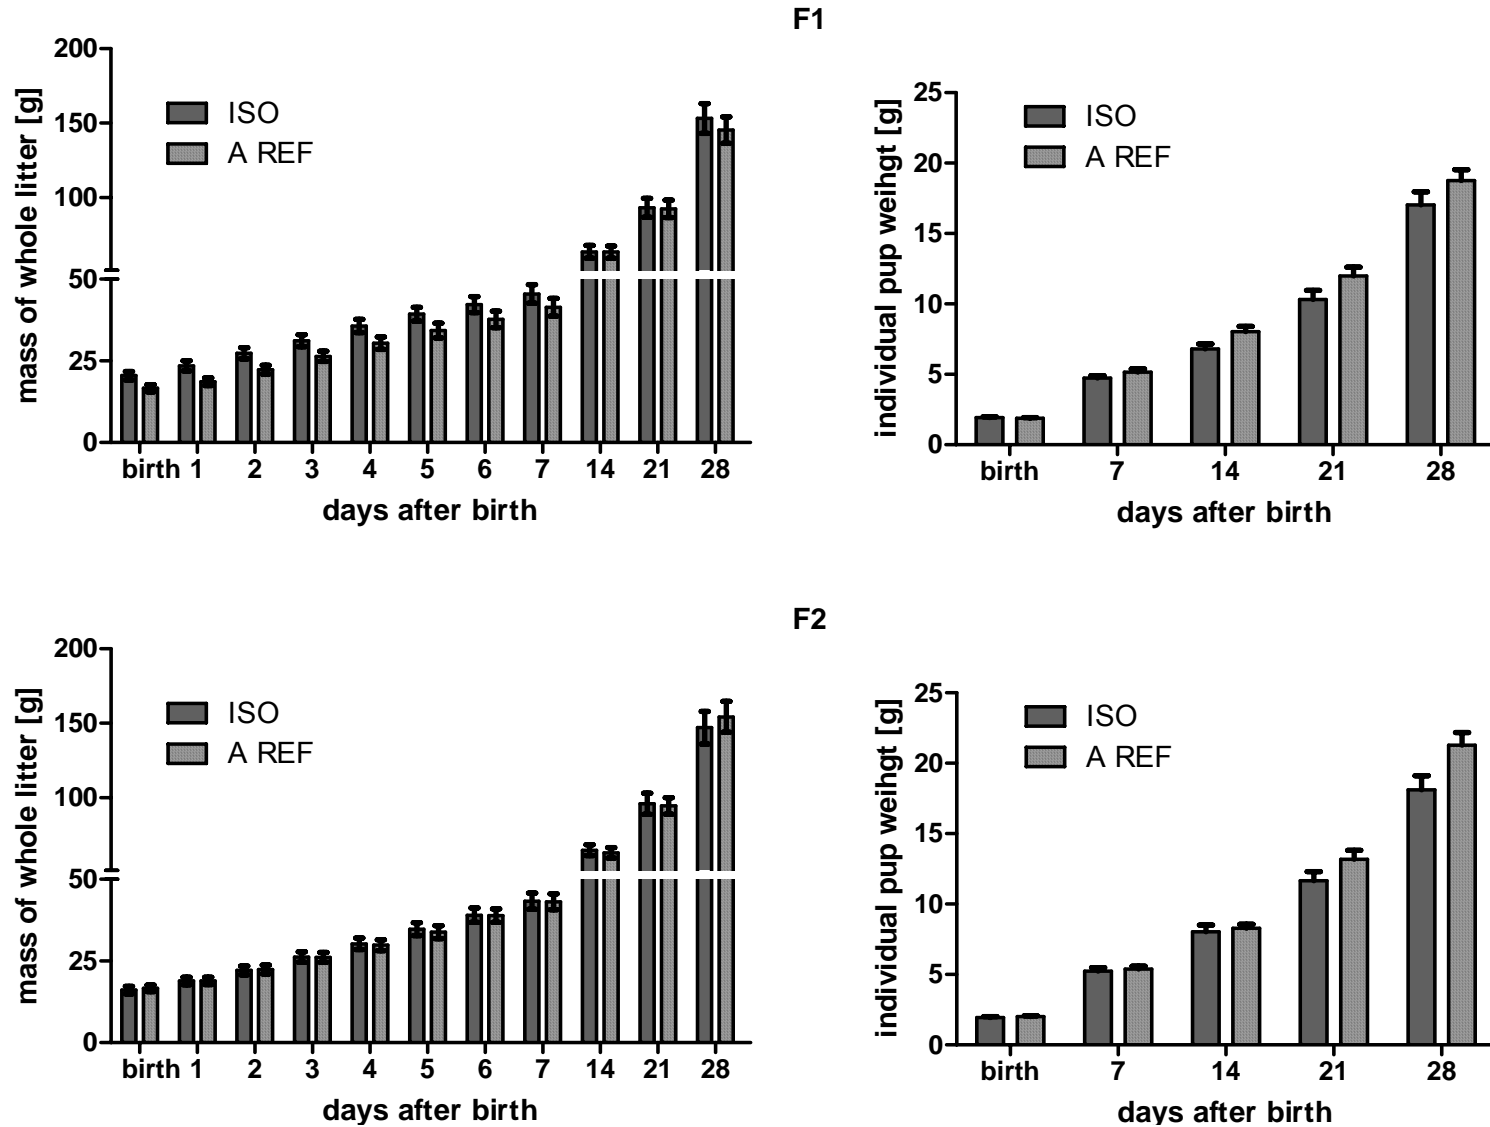 F1
mass of whole litter [g]
200
150
100
50
25
0
ISO
A REF
birth 1 2 3 4 5 6 7 14 21 28
days after birth
individual pup weihgt [g]
25
20
15
10
5
0
ISO
A REF
birth 7 14 21 28
days after birth
F2
mass of whole litter [g]
200
150
100
50
25
0
ISO
A REF
birth 1 2 3 4 5 6 7 14 21 28
days after birth
individual pup weihgt [g]
25
20
15
10
5
0
ISO
A REF
birth 7 14 21 28
days after birth